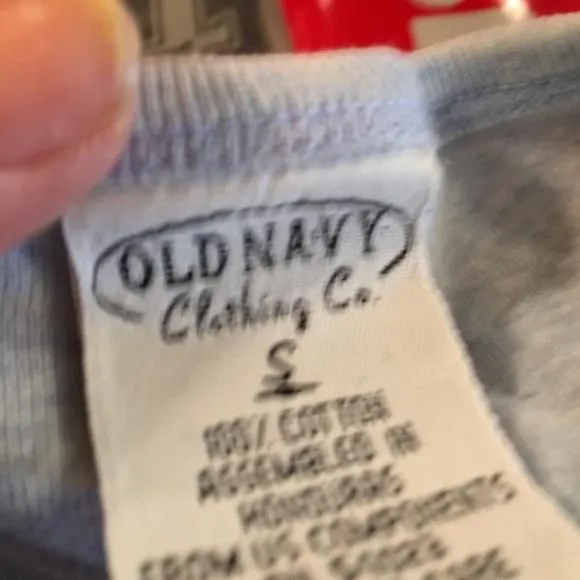 OLD NAVY
Clothing Co.
S
100% COTTON
ASSEMBLED IN
HONDURAS
FROM US COMPONENTS